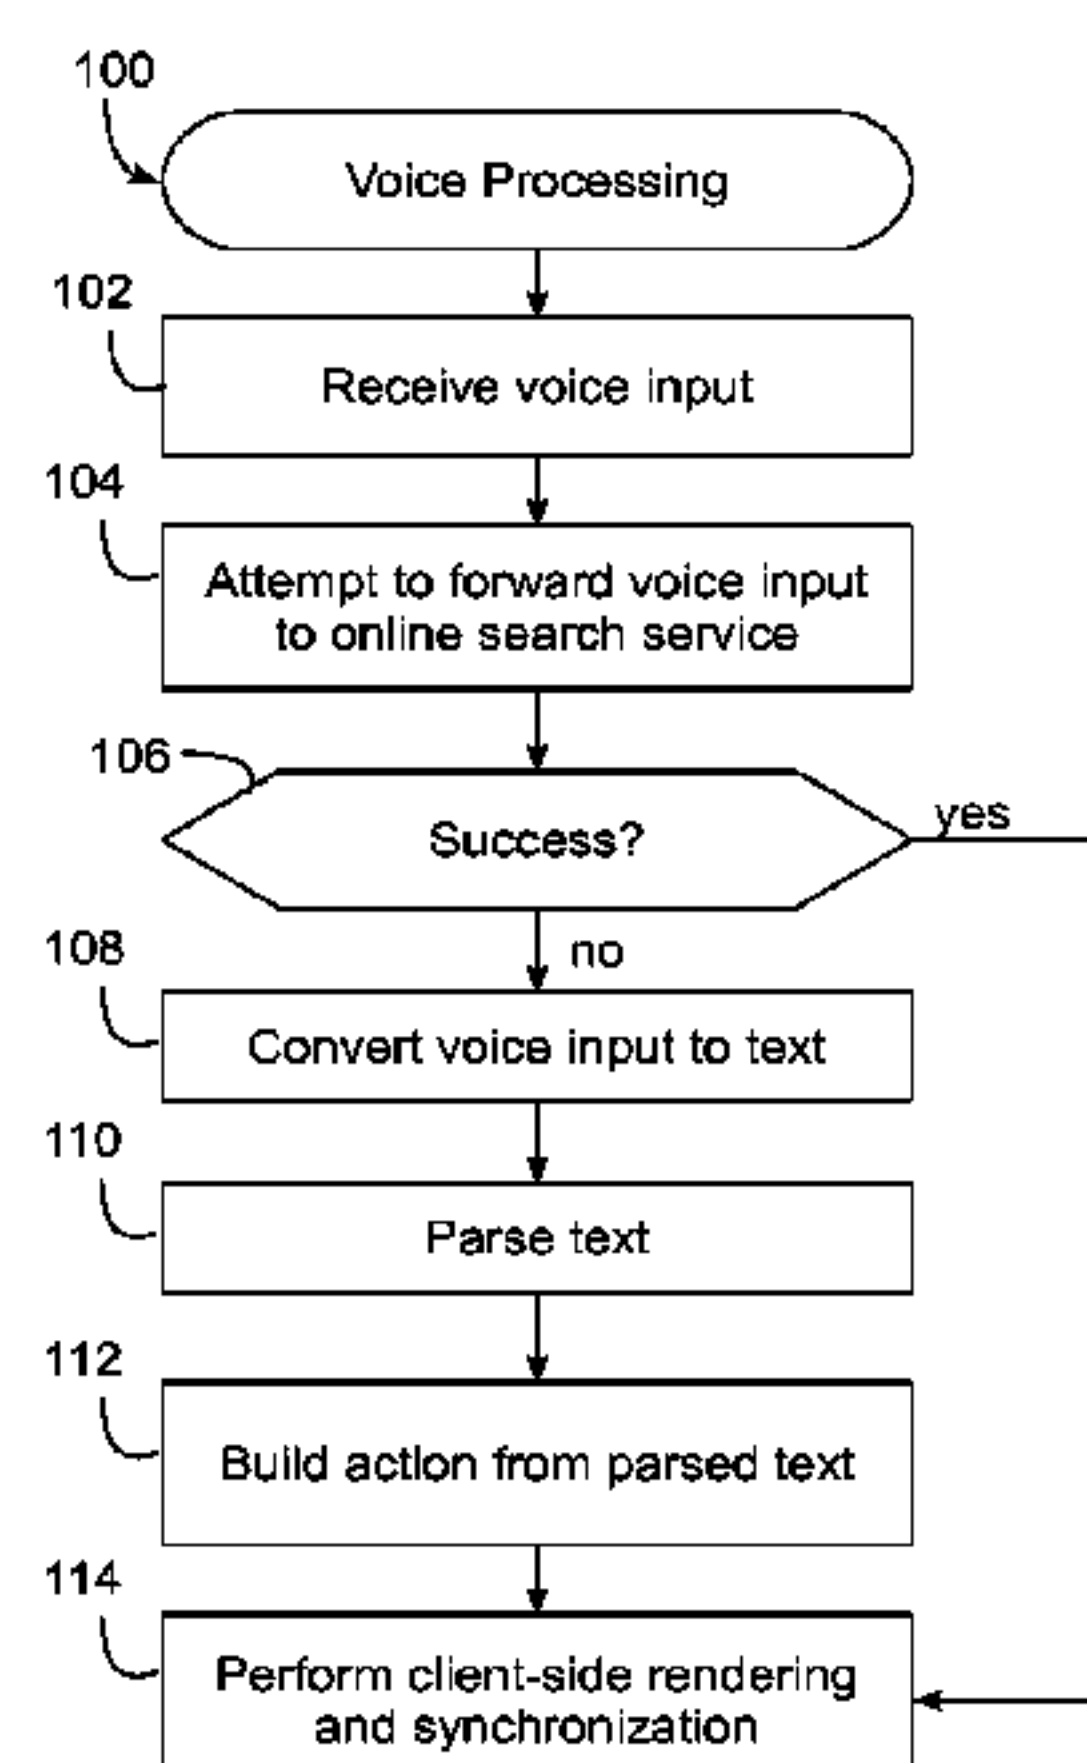 100
Voice Processing
102
Receive voice input
104
Attempt to forward voice input
to online search service
106
Success?
yes
no
108
Convert voice input to text
110
Parse text
112
Build action from parsed text
114
Perform client-side rendering
and synchronization